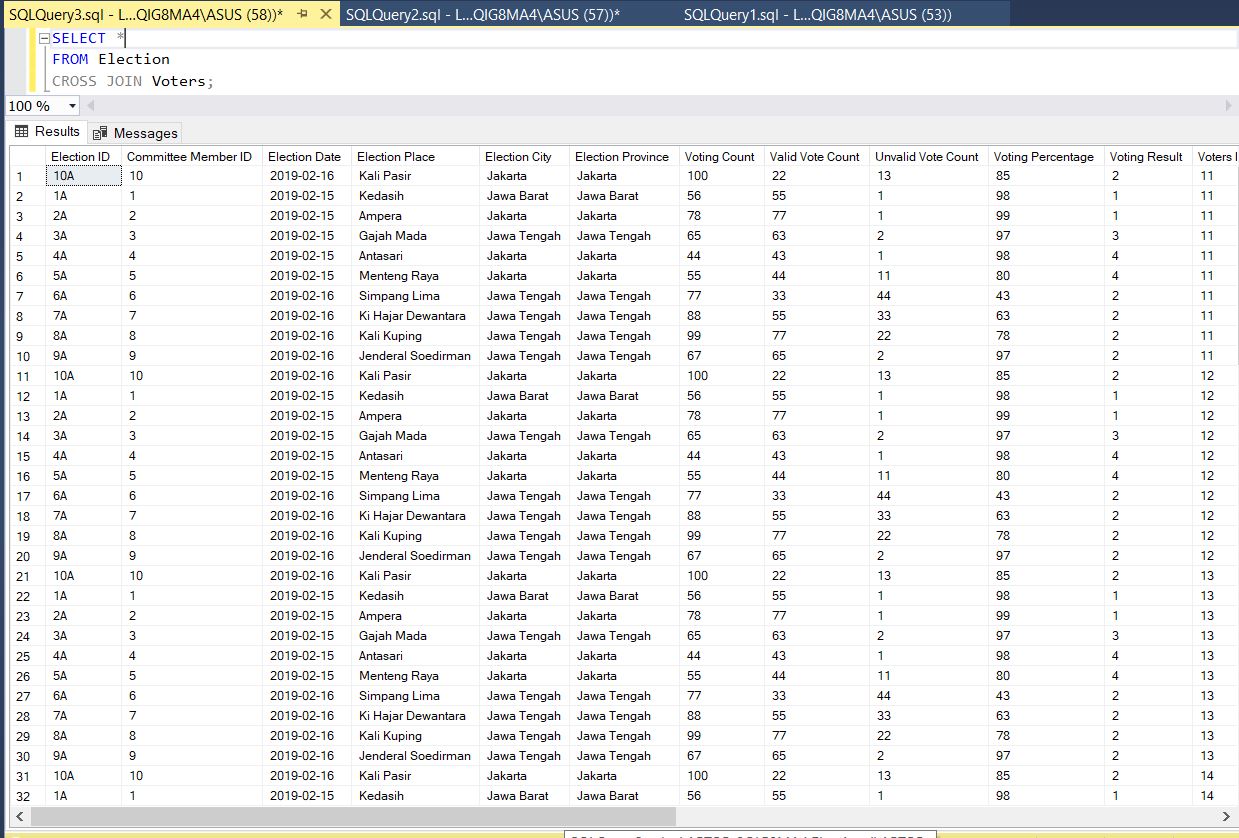 SQLQuery3.sql - L...QIG8MA4\ASUS (58))* SQLQuery2.sql - L...QIG8MA4\ASUS (57))* SQLQuery1.sql - L...QIG8MA4\ASUS (53))
SELECT *
FROM Election
CROSS JOIN Voters;
100 %
Results Messages
Election ID Committee Member ID Election Date Election Place Election City Election Province Voting Count Valid Vote Count Unvalid Vote Count Voting Percentage Voting Result Voters
1 10A 10 2019-02-16 Kali Pasir Jakarta Jakarta 100 22 13 85 2 11
2 1A 1 2019-02-15 Kedasih Jawa Barat Jawa Barat 56 55 1 98 1 11
3 2A 2 2019-02-15 Ampera Jakarta Jakarta 78 77 1 99 1 11
4 3A 3 2019-02-15 Gajah Mada Jawa Tengah Jawa Tengah 65 63 2 97 3 11
5 4A 4 2019-02-15 Antasari Jakarta Jakarta 44 43 1 98 4 11
6 5A 5 2019-02-15 Menteng Raya Jakarta Jakarta 55 44 11 80 4 11
7 6A 6 2019-02-16 Simpang Lima Jawa Tengah Jawa Tengah 77 33 44 43 2 11
8 7A 7 2019-02-16 Ki Hajar Dewantara Jawa Tengah Jawa Tengah 88 55 33 63 2 11
9 8A 8 2019-02-16 Kali Kuping Jawa Tengah Jawa Tengah 99 77 22 78 2 11
10 9A 9 2019-02-16 Jenderal Soedirman Jawa Tengah Jawa Tengah 67 65 2 97 2 11
11 10A 10 2019-02-16 Kali Pasir Jakarta Jakarta 100 22 13 85 2 12
12 1A 1 2019-02-15 Kedasih Jawa Barat Jawa Barat 56 55 1 98 1 12
13 2A 2 2019-02-15 Ampera Jakarta Jakarta 78 77 1 99 1 12
14 3A 3 2019-02-15 Gajah Mada Jawa Tengah Jawa Tengah 65 63 2 97 3 12
15 4A 4 2019-02-15 Antasari Jakarta Jakarta 44 43 1 98 4 12
16 5A 5 2019-02-15 Menteng Raya Jakarta Jakarta 55 44 11 80 4 12
17 6A 6 2019-02-16 Simpang Lima Jawa Tengah Jawa Tengah 77 33 44 43 2 12
18 7A 7 2019-02-16 Ki Hajar Dewantara Jawa Tengah Jawa Tengah 88 55 33 63 2 12
19 8A 8 2019-02-16 Kali Kuping Jawa Tengah Jawa Tengah 99 77 22 78 2 12
20 9A 9 2019-02-16 Jenderal Soedirman Jawa Tengah Jawa Tengah 67 65 2 97 2 12
21 10A 10 2019-02-16 Kali Pasir Jakarta Jakarta 100 22 13 85 2 13
22 1A 1 2019-02-15 Kedasih Jawa Barat Jawa Barat 56 55 1 98 1 13
23 2A 2 2019-02-15 Ampera Jakarta Jakarta 78 77 1 99 1 13
24 3A 3 2019-02-15 Gajah Mada Jawa Tengah Jawa Tengah 65 63 2 97 3 13
25 4A 4 2019-02-15 Antasari Jakarta Jakarta 44 43 1 98 4 13
26 5A 5 2019-02-15 Menteng Raya Jakarta Jakarta 55 44 11 80 4 13
27 6A 6 2019-02-16 Simpang Lima Jawa Tengah Jawa Tengah 77 33 44 43 2 13
28 7A 7 2019-02-16 Ki Hajar Dewantara Jawa Tengah Jawa Tengah 88 55 33 63 2 13
29 8A 8 2019-02-16 Kali Kuping Jawa Tengah Jawa Tengah 99 77 22 78 2 13
30 9A 9 2019-02-16 Jenderal Soedirman Jawa Tengah Jawa Tengah 67 65 2 97 2 13
31 10A 10 2019-02-16 Kali Pasir Jakarta Jakarta 100 22 13 85 2 14
32 1A 1 2019-02-15 Kedasih Jawa Barat Jawa Barat 56 55 1 98 1 14